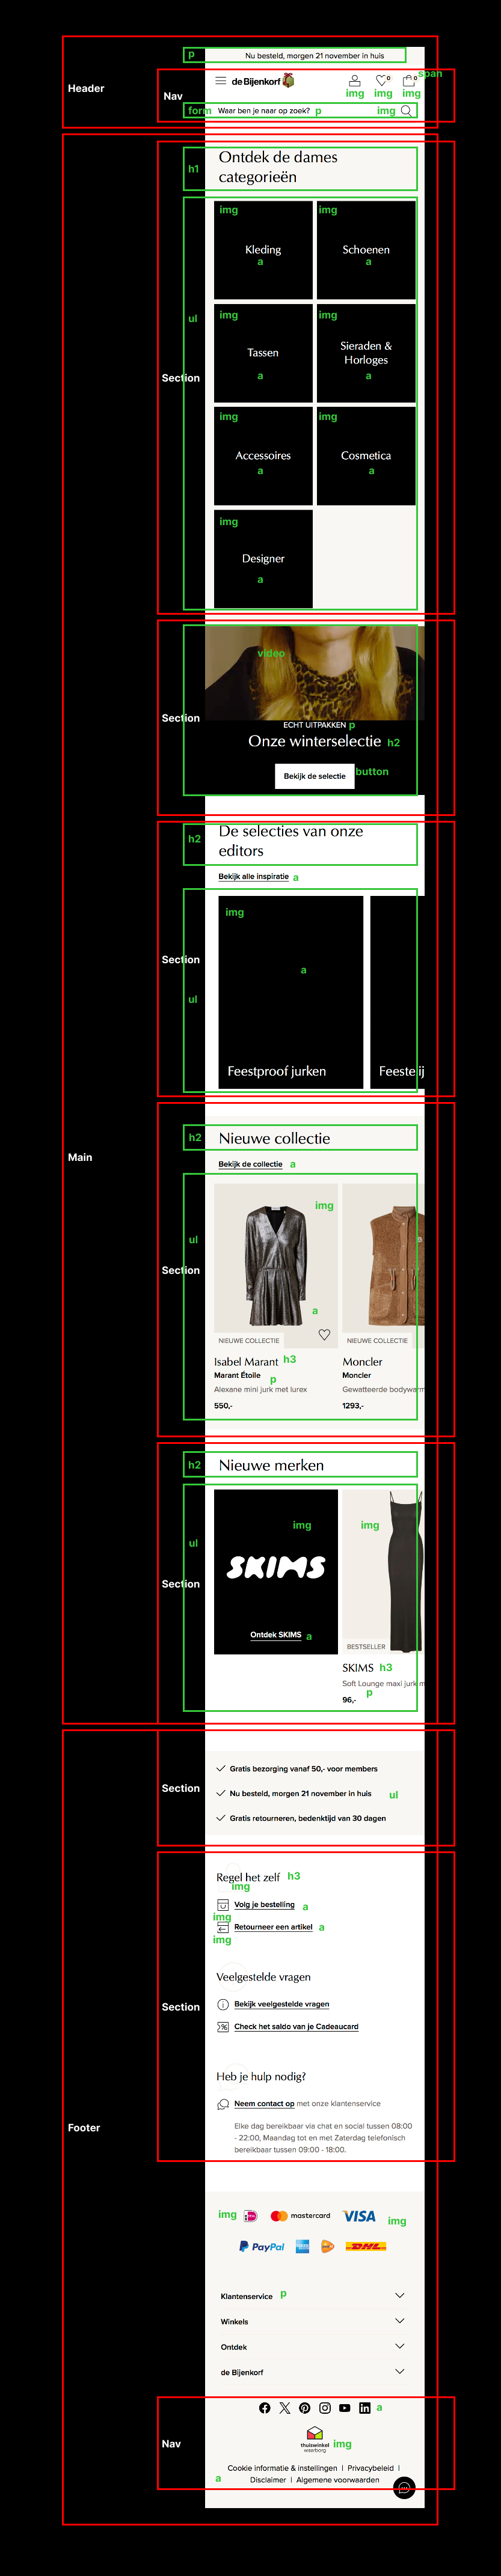 p
Nu besteld, morgen 21 november in huis
Header
Nav
de Bijenkorf
0
0
span
img
img
img
form
Waar ben je naar op zoek?
p
img
h1
Ontdek de dames
categorieën
ul
Section
img
Kleding
a
img
Schoenen
a
img
Tassen
a
img
Sieraden &
Horloges
a
img
Accessoires
a
img
Cosmetica
a
img
Designer
a
Section
video
ECHT UITPAKKEN
p
Onze winterselectie
h2
Bekijk de selectie
button
h2
De selecties van onze
editors
Bekijk alle inspiratie
a
Section
ul
img
a
Feestproof jurken
Feestelij
Main
h2
Nieuwe collectie
Bekijk de collectie
a
ul
Section
img
a
NIEUWE COLLECTIE
NIEUWE COLLECTIE
Isabel Marant
h3
Moncler
Marant Étoile
p
Moncler
Alexane mini jurk met lurex
Gewatteerde bodywarm
550,-
1293,-
h2
Nieuwe merken
ul
Section
img
img
SKIMS
Ontdek SKIMS
a
BESTSELLER
SKIMS
h3
Soft Lounge maxi jurk m
p
96,-
Section
Gratis bezorging vanaf 50,- voor members
Nu besteld, morgen 21 november in huis
ul
Gratis retourneren, bedenktijd van 30 dagen
Regel het zelf
h3
img
Volg je bestelling
a
img
Retourneer een artikel
a
img
Veelgestelde vragen
Section
Bekijk veelgestelde vragen
Check het saldo van je Cadeaucard
Heb je hulp nodig?
Footer
Neem contact op met onze klantenservice
Elke dag bereikbaar via chat en social tussen 08:00
- 22:00, Maandag tot en met Zaterdag telefonisch
bereikbaar tussen 09:00 - 18:00.
img
mastercard
VISA
img
PayPal
DHL
Klantenservice
p
Winkels
Ontdek
de Bijenkorf
a
Nav
thuiswinkel
waarborg
img
Cookie informatie & instellingen | Privacybeleid |
a
Disclaimer | Algemene voorwaarden